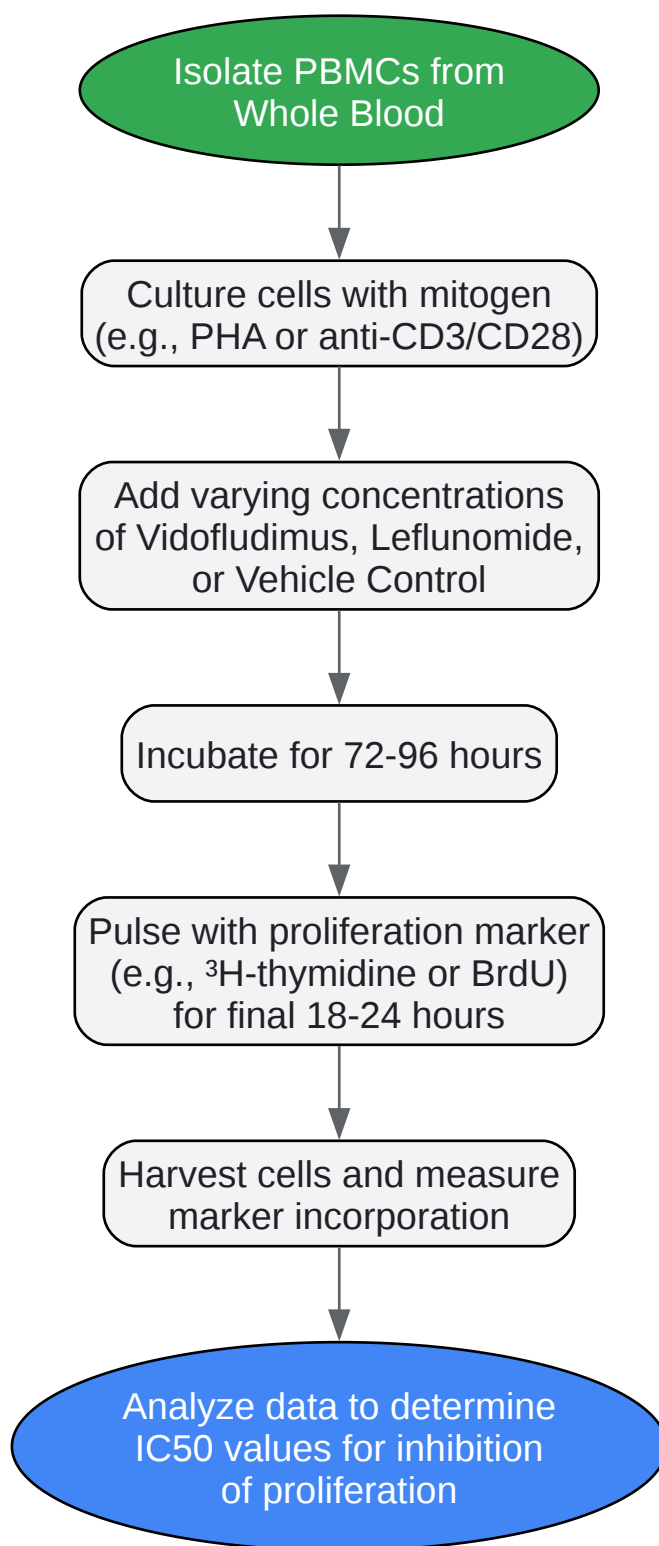 Isolate PBMCs from
Whole Blood
Culture cells with mitogen
(e.g., PHA or anti-CD3/CD28)
Add varying concentrations
of Vidofludimus, Leflunomide,
or Vehicle Control
Incubate for 72-96 hours
Pulse with proliferation marker
(e.g., ³H-thymidine or BrdU)
for final 18-24 hours
Harvest cells and measure
marker incorporation
Analyze data to determine
IC50 values for inhibition
of proliferation